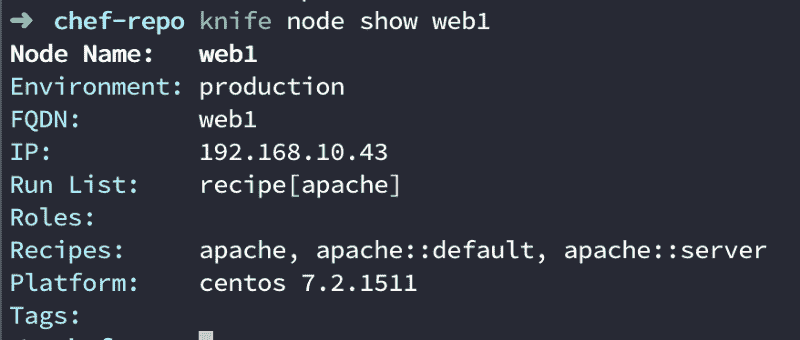 ➜ chef-repo knife node show web1
Node Name: web1
Environment: production
FQDN: web1
IP: 192.168.10.43
Run List: recipe[apache]
Roles:
Recipes: apache, apache::default, apache::server
Platform: centos 7.2.1511
Tags: